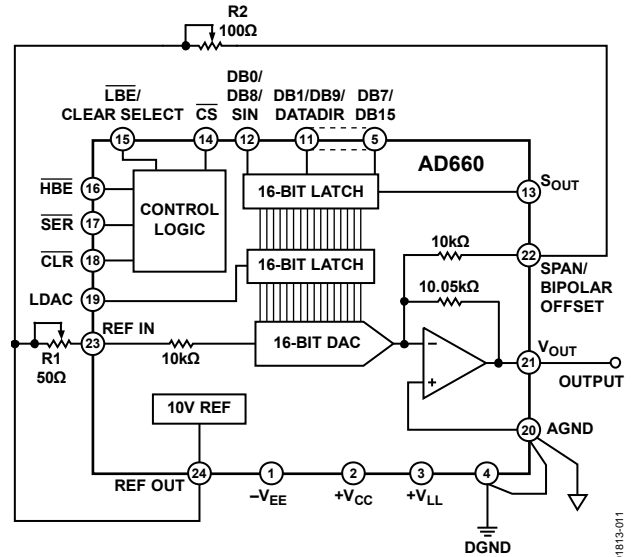 R2
100Ω
LBE/
CLEAR SELECT
CS
DB0/
DB8/
SIN
DB1/DB9/
DATADIR
DB7/
DB15
15
14
12
11
5
AD660
HBE
16
SER
17
CLR
18
LDAC
19
CONTROL
LOGIC
16-BIT LATCH
16-BIT LATCH
13
SOUT
10kΩ
22
SPAN/
BIPOLAR
OFFSET
10.05kΩ
REF IN
23
R1
50Ω
10kΩ
16-BIT DAC
–
+
VOUT
21
OUTPUT
20
AGND
10V REF
24
REF OUT
1
–VEE
2
+VCC
3
+VLL
4
DGND
01813-011